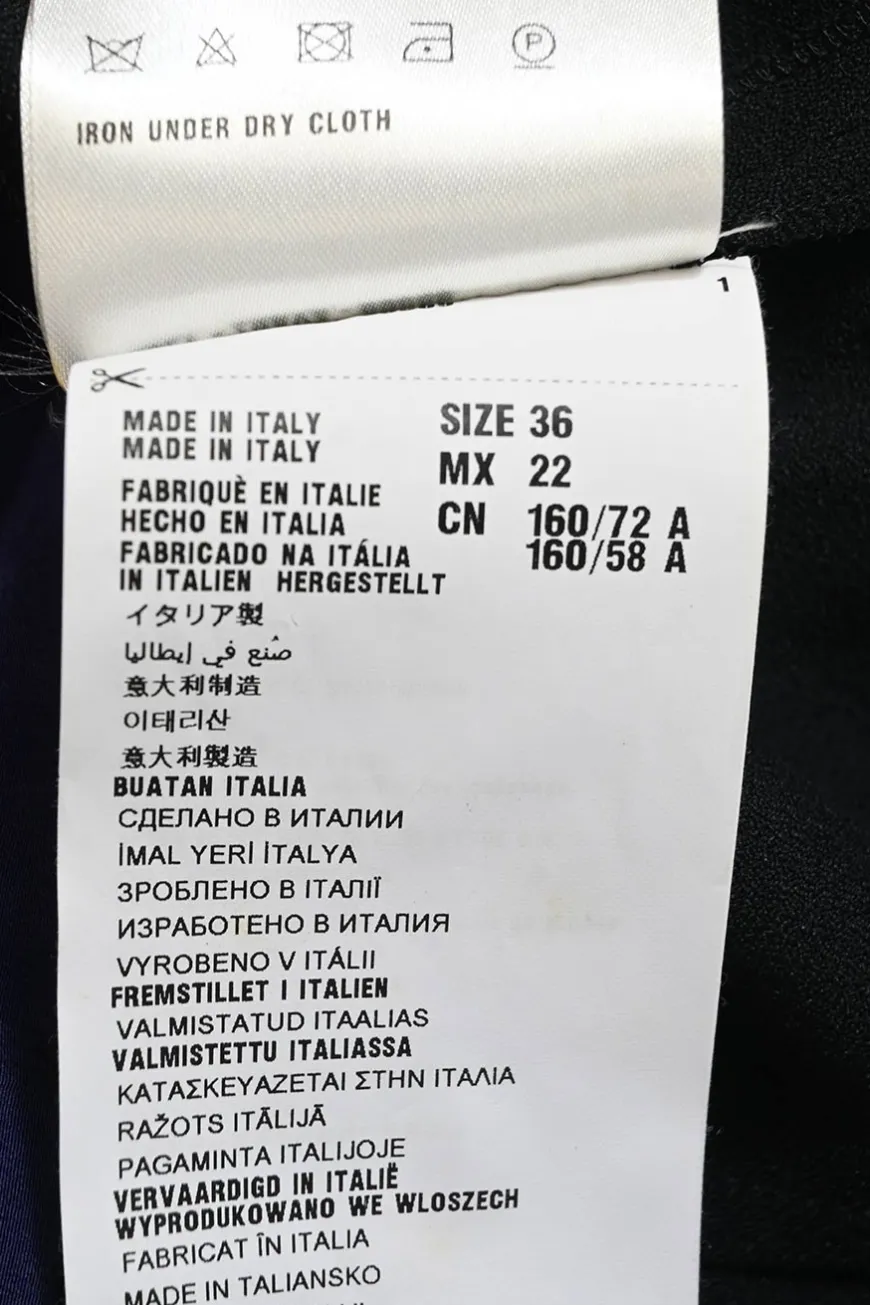 P
IRON UNDER DRY CLOTH
1
MADE IN ITALY
MADE IN ITALY
FABRIQUÈ EN ITALIE
HECHO EN ITALIA
FABRICADO NA ITÁLIA
IN ITALIEN HERGESTELLT
SIZE 36
MX 22
CN 160/72 A
160/58 A
イタリア製
صُنع في إيطاليا
意大利制造
이태리산
意大利製造
BUATAN ITALIA
СДЕЛАНО В ИТАЛИИ
İMAL YERİ İTALYA
ЗРОБЛЕНО В ІТАЛІЇ
ИЗРАБОТЕНО В ИТАЛИЯ
VYROBENO V ITÁLII
FREMSTILLET I ITALIEN
VALMISTATUD ITAALIAS
VALMISTETTU ITALIASSA
ΚΑΤΑΣΚΕΥΑΖΕΤΑΙ ΣΤΗΝ ΙΤΑΛΙΑ
RAŽOTS ITĀLIJĀ
PAGAMINTA ITALIJOJE
VERVAARDIGD IN ITALIË
WYPRODUKOWANO WE WLOSZECH
FABRICAT ÎN ITALIA
MADE IN TALIANSKO